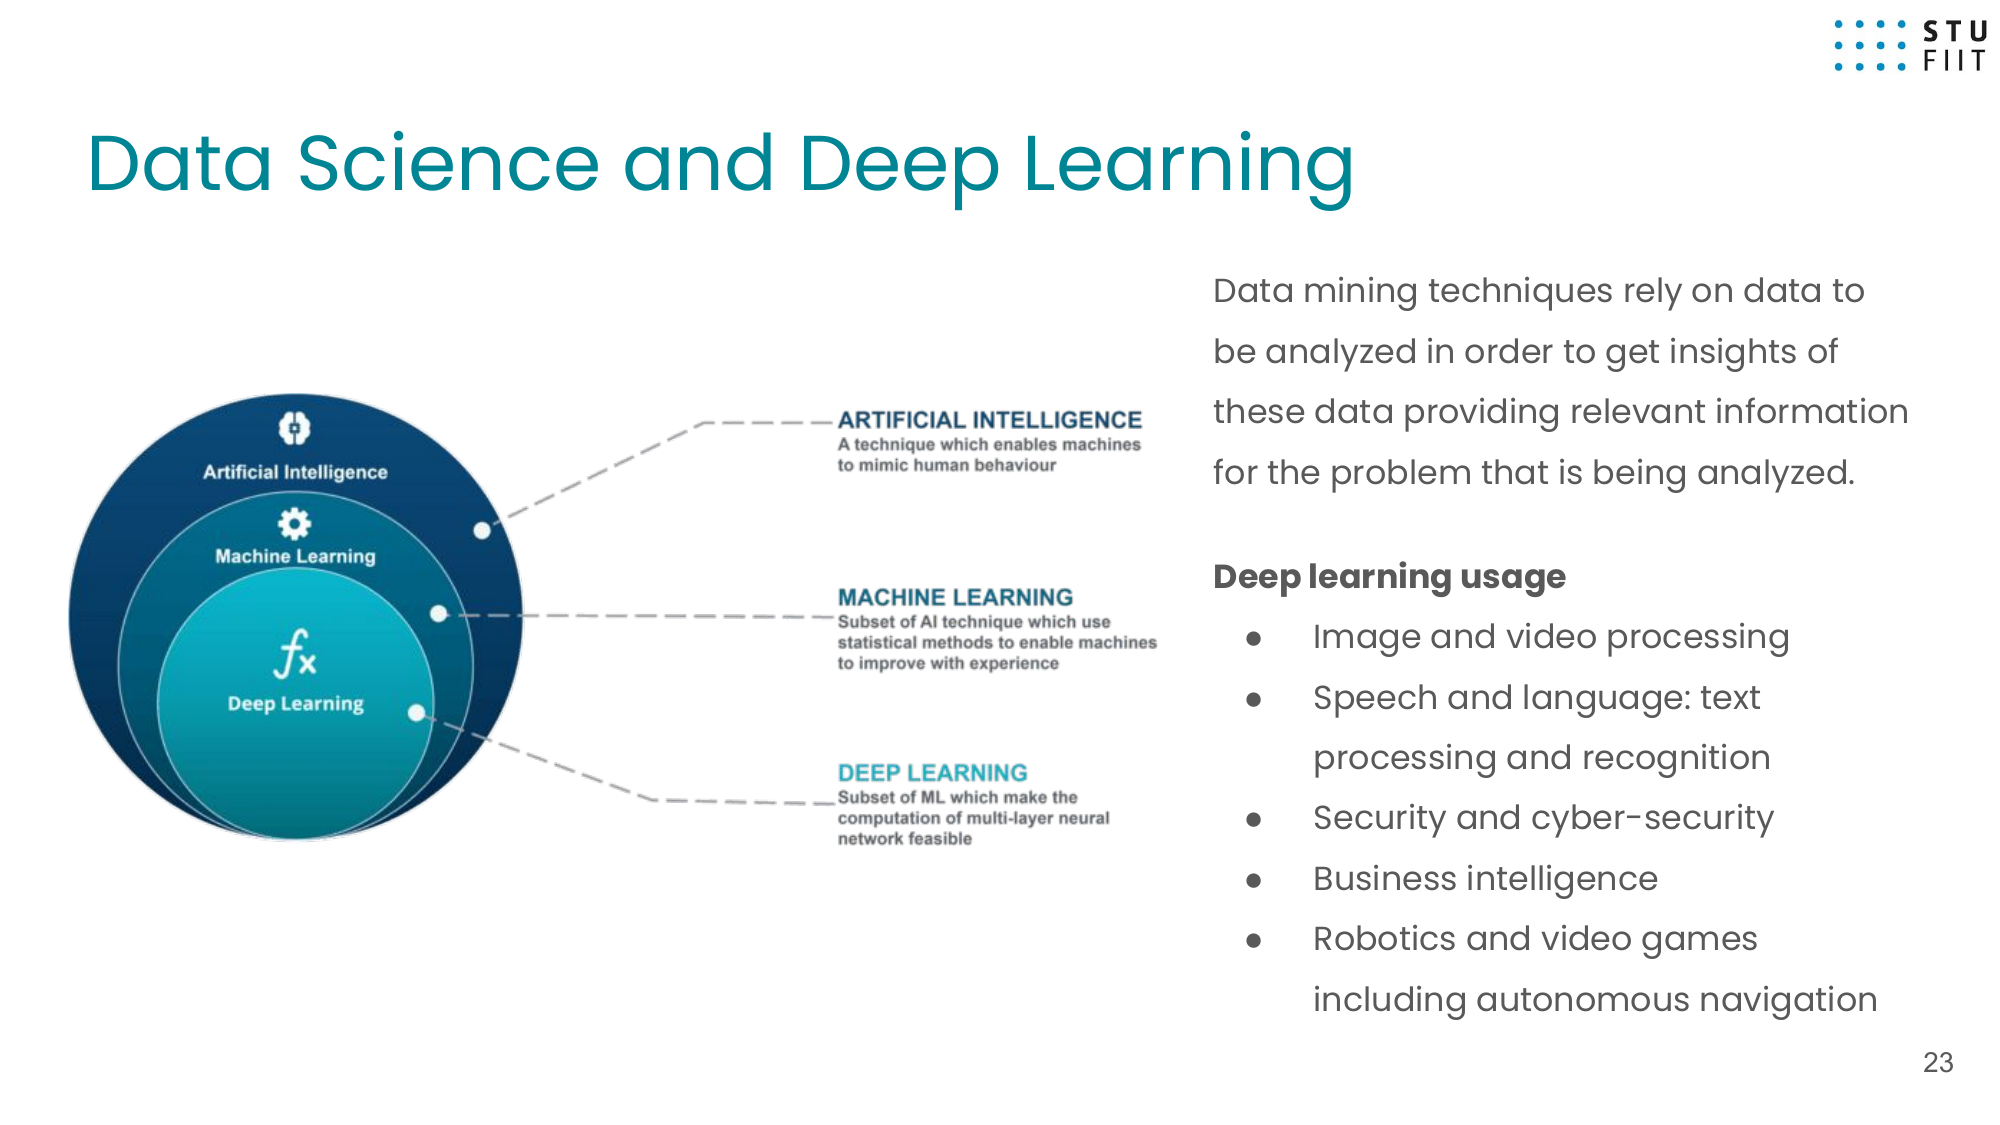 STU
FIIT
Data Science and Deep Learning
Artificial Intelligence
Machine Learning
fx
Deep Learning
ARTIFICIAL INTELLIGENCE
A technique which enables machines
to mimic human behaviour
MACHINE LEARNING
Subset of AI technique which use
statistical methods to enable machines
to improve with experience
DEEP LEARNING
Subset of ML which make the
computation of multi-layer neural
network feasible
Data mining techniques rely on data to
be analyzed in order to get insights of
these data providing relevant information
for the problem that is being analyzed.
Deep learning usage
● Image and video processing
● Speech and language: text
processing and recognition
● Security and cyber-security
● Business intelligence
● Robotics and video games
including autonomous navigation
23